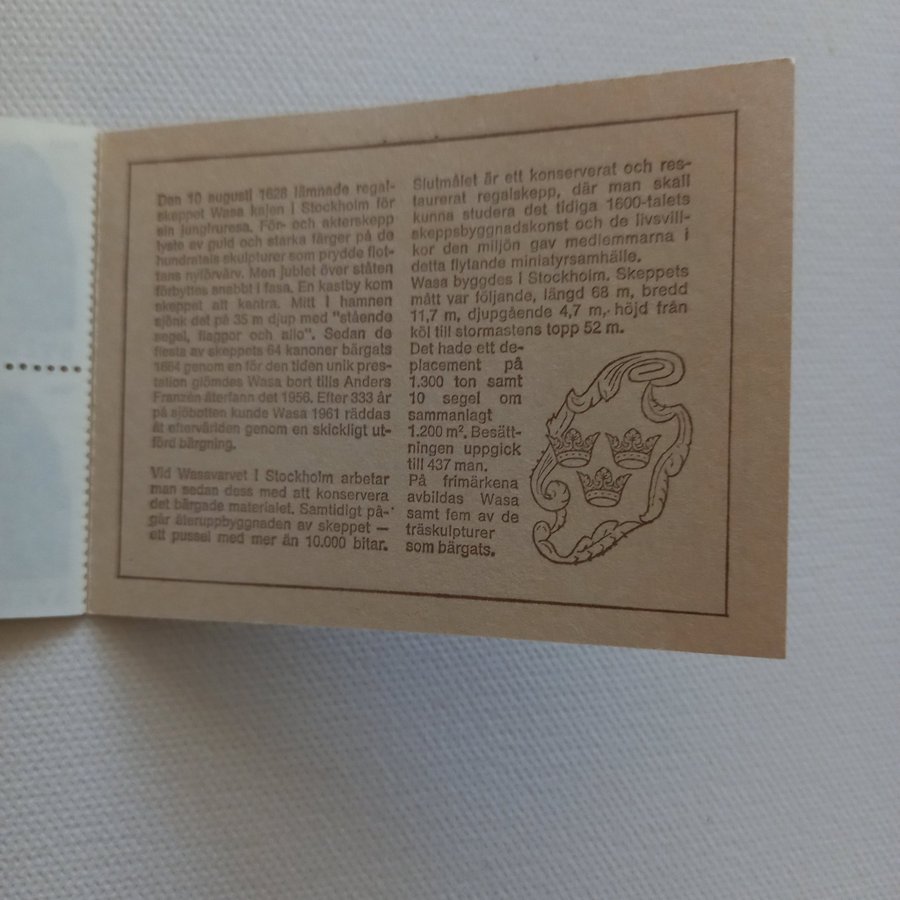 Den 10 augusti 1628 lämnade regal-
skeppet Wasa kajen i Stockholm för
sin jungfruresa. För- och akterskepp
lyste av guld och starka färger på de
hundratals skulpturer som prydde flot-
tans nyförvärv. Men jublet över ståten
förbyttes snabbt i fasa. En kastby kom
skeppet att kantra. Mitt i hamnen
sjönk det på 35 m djup med "stående
segel, flaggor och allo". Sedan de
flesta av skeppets 64 kanoner bärgats
1664 genom en för den tiden unik pres-
tation glömdes Wasa bort tills Anders
Franzén återfann det 1956. Efter 333 år
på sjöbotten kunde Wasa 1961 räddas
åt eftervärlden genom en skickligt ut-
förd bärgning.
Vid Wasavarvet i Stockholm arbetar
man sedan dess med att konservera
det bärgade materialet. Samtidigt på-
går återuppbyggnaden av skeppet —
ett pussel med mer än 10.000 bitar.
Slutmålet är ett konserverat och res-
taurerat regalskepp, där man skall
kunna studera det tidiga 1600-talets
skeppsbyggnadskonst och de livsvill-
kor den miljön gav medlemmarna i
detta flytande miniatyrsamhälle.
Wasa byggdes i Stockholm. Skeppets
mått var följande, längd 68 m, bredd
11,7 m, djupgående 4,7 m, höjd från
köl till stormastens topp 52 m.
Det hade ett de-
placement på
1.300 ton samt
10 segel om
sammanlagt
1.200 m². Besätt-
ningen uppgick
till 437 man.
På frimärkena
avbildas Wasa
samt fem av de
träskulpturer
som bärgats.